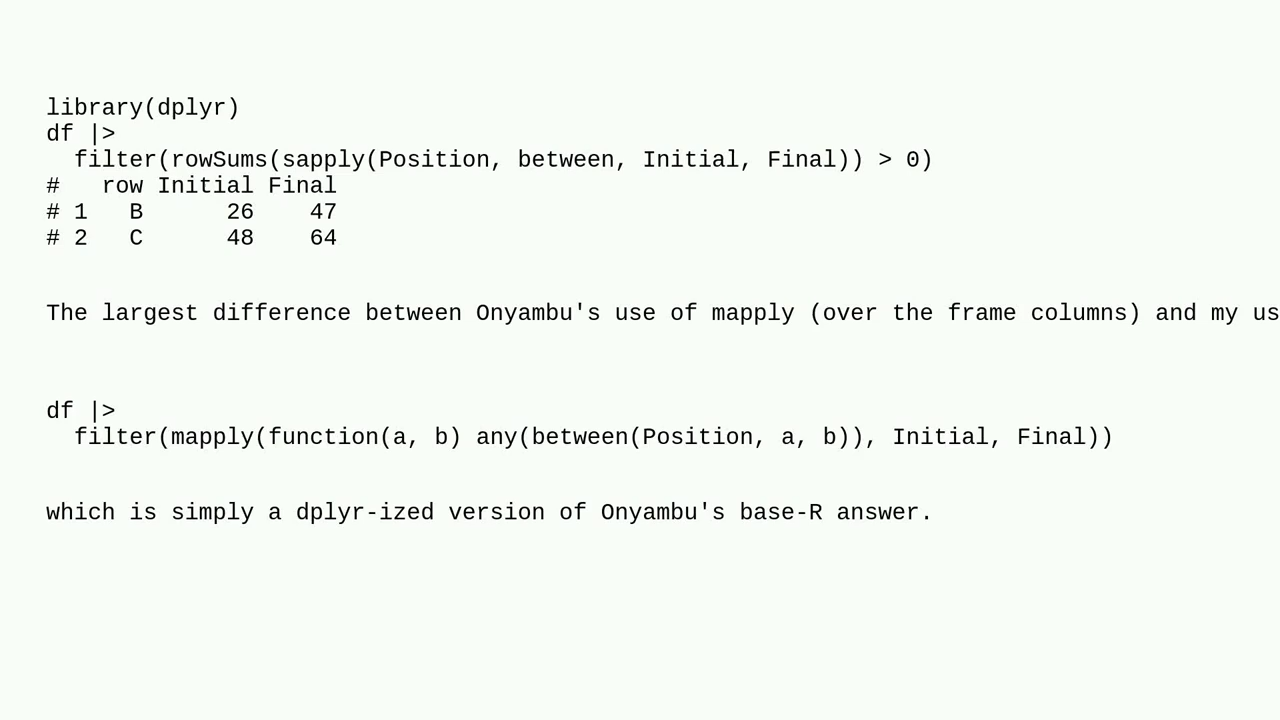 library(dplyr)
df |>
  filter(rowSums(sapply(Position, between, Initial, Final)) > 0)
#   row Initial Final
# 1   B      26    47
# 2   C      48    64
The largest difference between Onyambu's use of mapply (over the frame columns) and my
df |>
  filter(mapply(function(a, b) any(between(Position, a, b)), Initial, Final))
which is simply a dplyr-ized version of Onyambu's base-R answer.